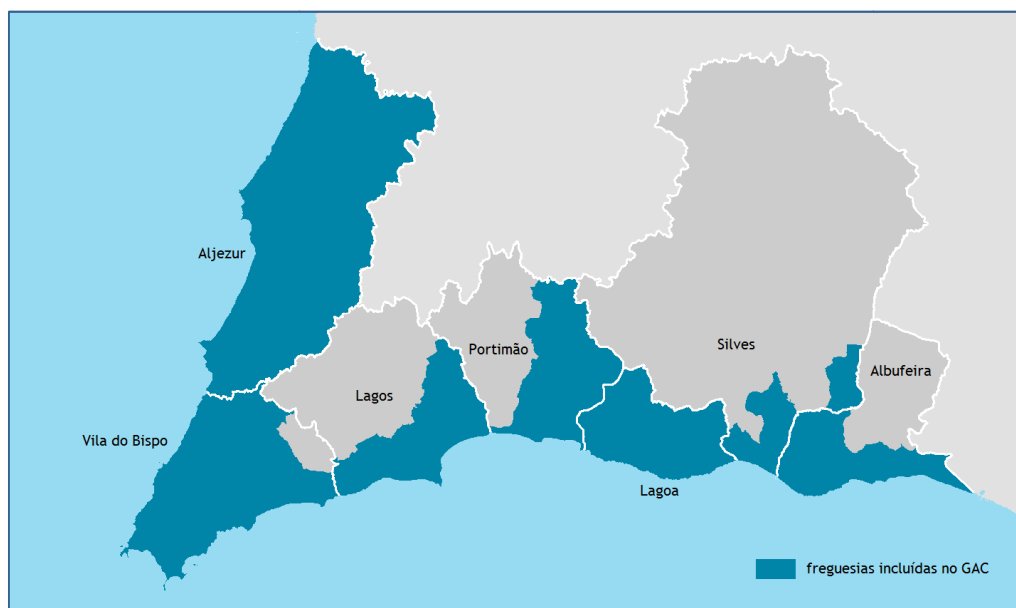 Aljezur
Silves
Portimão
Albufeira
Lagos
Vila do Bispo
Lagoa
freguesias incluídas no GAC